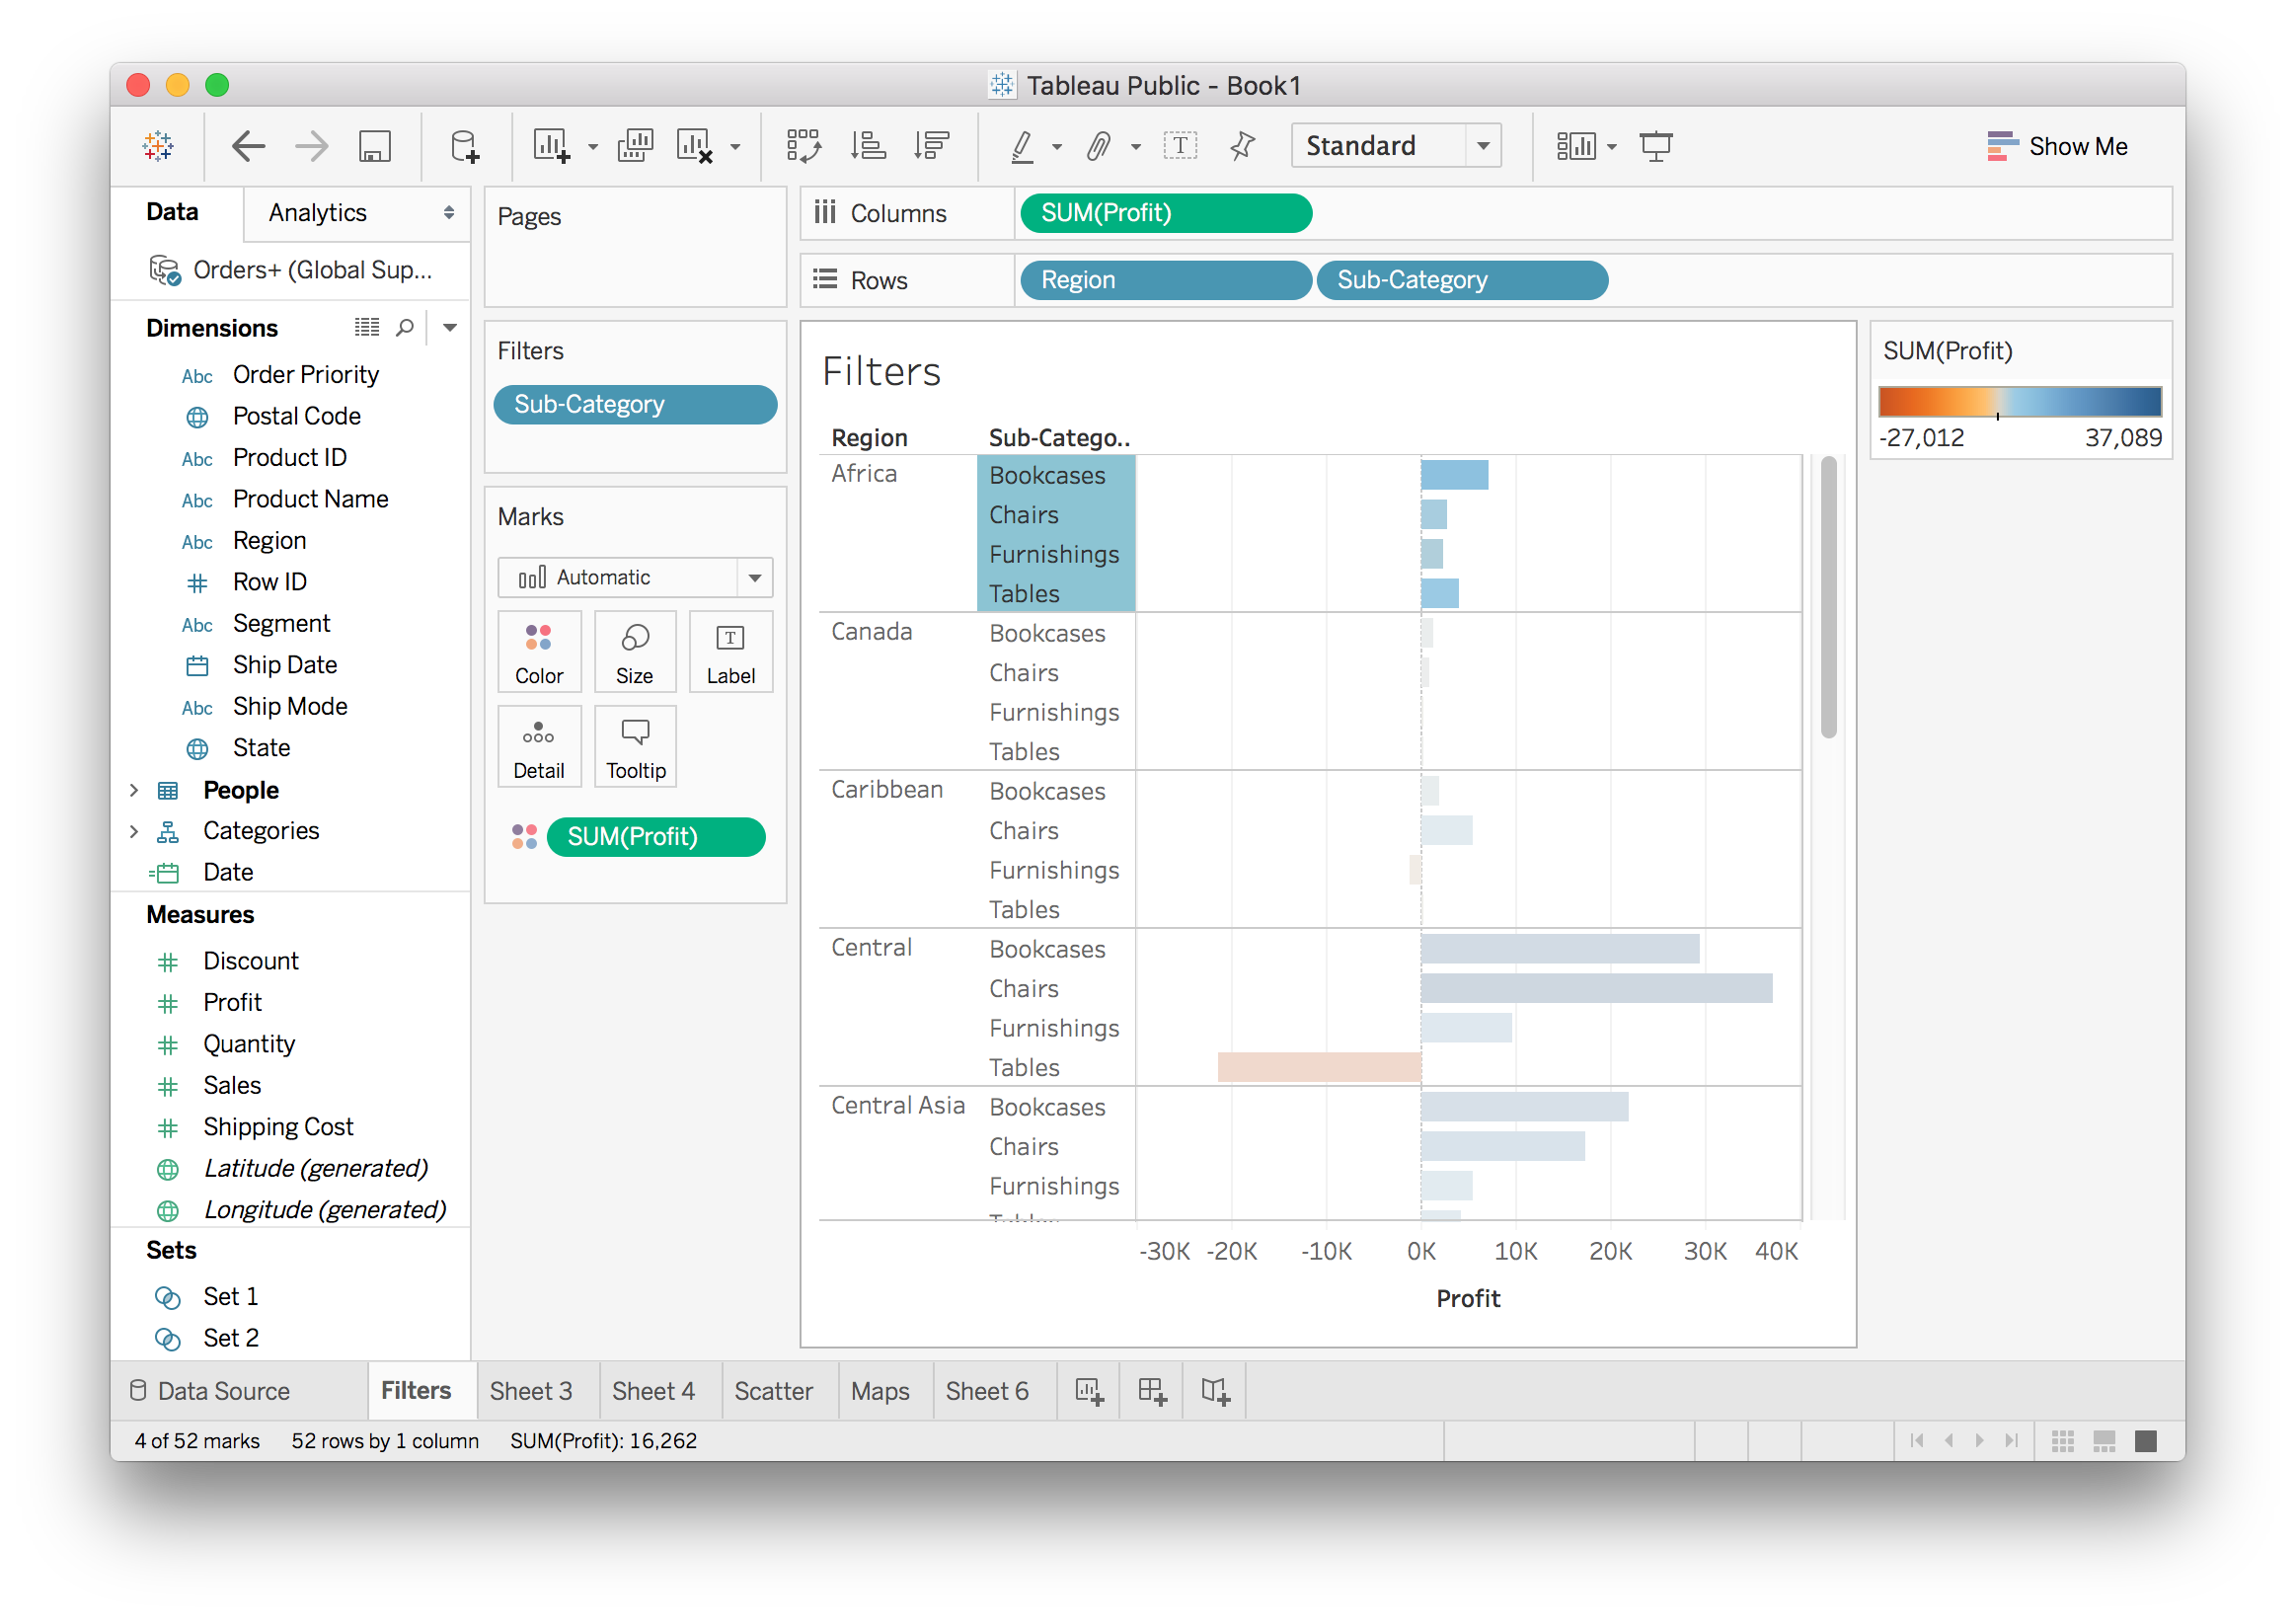 Tableau Public - Book1
Standard
Show Me
Data
Analytics
Orders+ (Global Sup...
Dimensions
Abc Order Priority
Postal Code
Abc Product ID
Abc Product Name
Abc Region
Row ID
Abc Segment
Ship Date
Abc Ship Mode
State
People
Categories
Date
Measures
Discount
Profit
Quantity
Sales
Shipping Cost
Latitude (generated)
Longitude (generated)
Sets
Set 1
Set 2
Pages
Filters
Sub-Category
Marks
Automatic
Color Size Label
Detail Tooltip
SUM(Profit)
Columns SUM(Profit)
Rows Region Sub-Category
Filters
Region Sub-Catego..
Africa Bookcases
Chairs
Furnishings
Tables
Canada Bookcases
Chairs
Furnishings
Tables
Caribbean Bookcases
Chairs
Furnishings
Tables
Central Bookcases
Chairs
Furnishings
Tables
Central Asia Bookcases
Chairs
Furnishings
-30K -20K -10K 0K 10K 20K 30K 40K
Profit
SUM(Profit)
-27,012 37,089
Data Source Filters Sheet 3 Sheet 4 Scatter Maps Sheet 6
4 of 52 marks 52 rows by 1 column SUM(Profit): 16,262